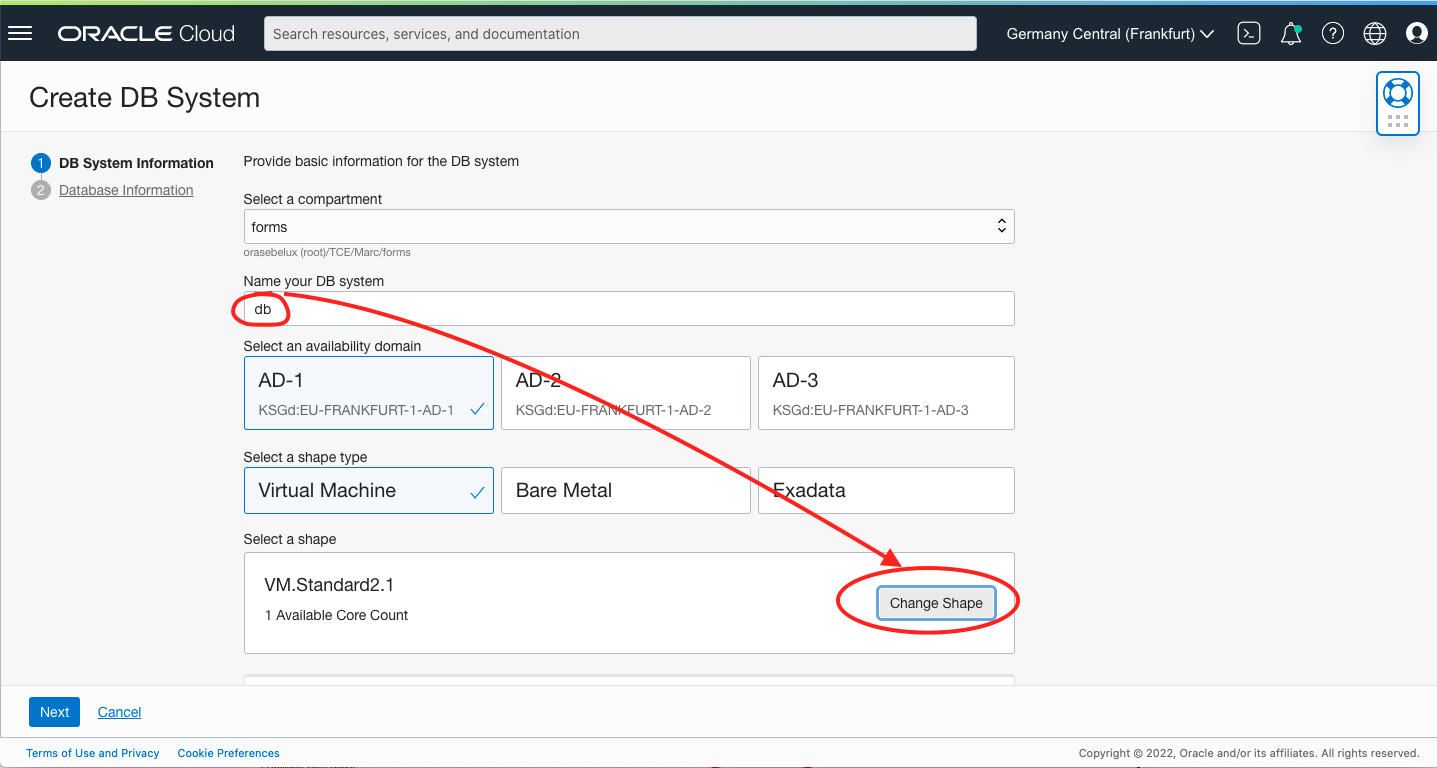 ORACLE Cloud
Search resources, services, and documentation
Germany Central (Frankfurt)
Create DB System
1 DB System Information
2 Database Information
Provide basic information for the DB system
Select a compartment
forms
orasebelux (root)/TCE/Marc/forms
Name your DB system
db
Select an availability domain
AD-1 AD-2 AD-3
KSGd:EU-FRANKFURT-1-AD-1 KSGd:EU-FRANKFURT-1-AD-2 KSGd:EU-FRANKFURT-1-AD-3
Select a shape type
Virtual Machine Bare Metal Exadata
Select a shape
VM.Standard2.1
1 Available Core Count
Change Shape
Next Cancel
Terms of Use and Privacy Cookie Preferences Copyright © 2022, Oracle and/or its affiliates. All rights reserved.